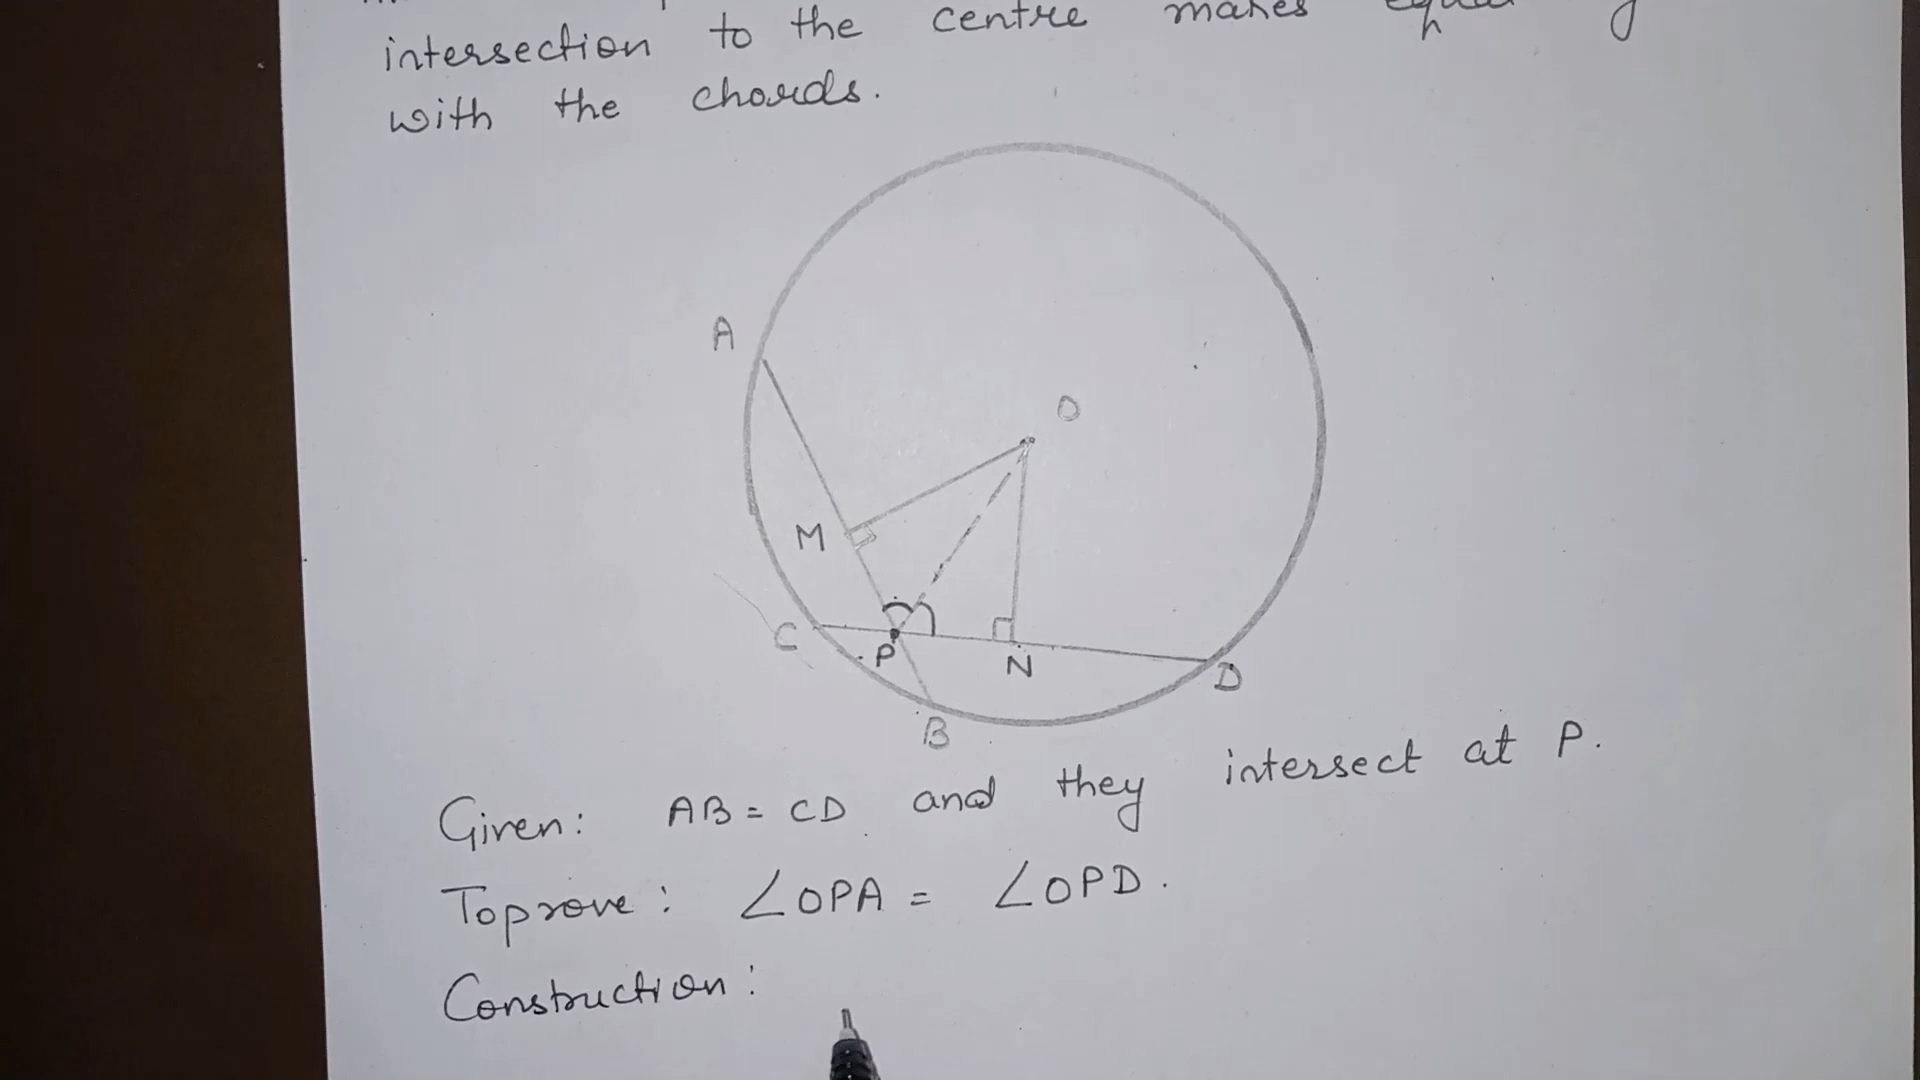 intersection to the centre makes
with the chords.
A
O
M
C
P
N
D
B
Given: AB = CD and they intersect at P.
To prove: ∠OPA = ∠OPD.
Construction: